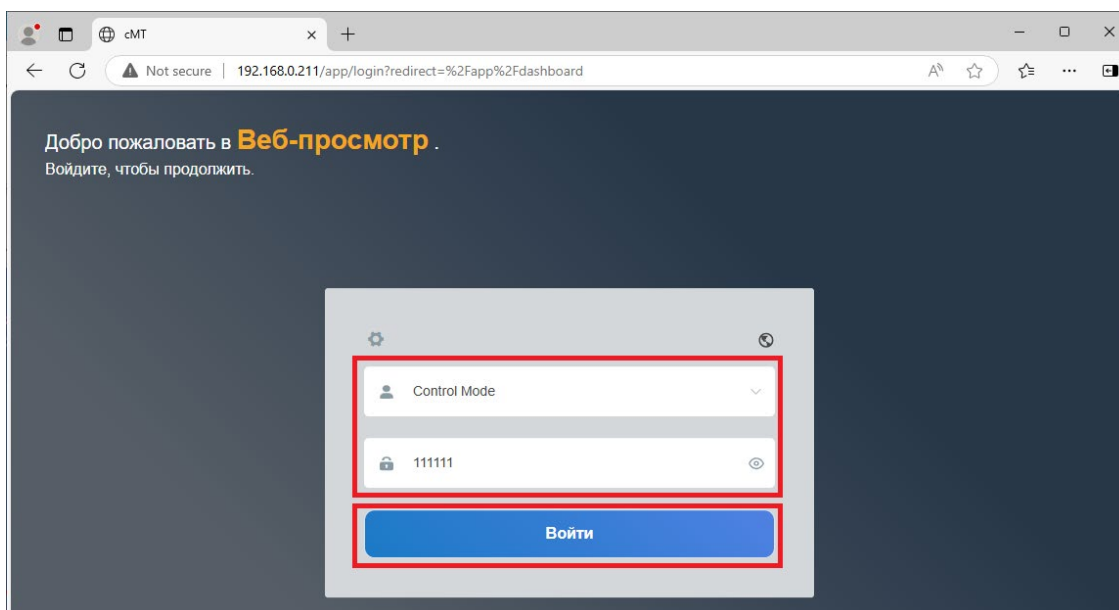 cMT
Not secure 192.168.0.211/app/login?redirect=%2Fapp%2Fdashboard
Добро пожаловать в Веб-просмотр .
Войдите, чтобы продолжить.
Control Mode
111111
Войти